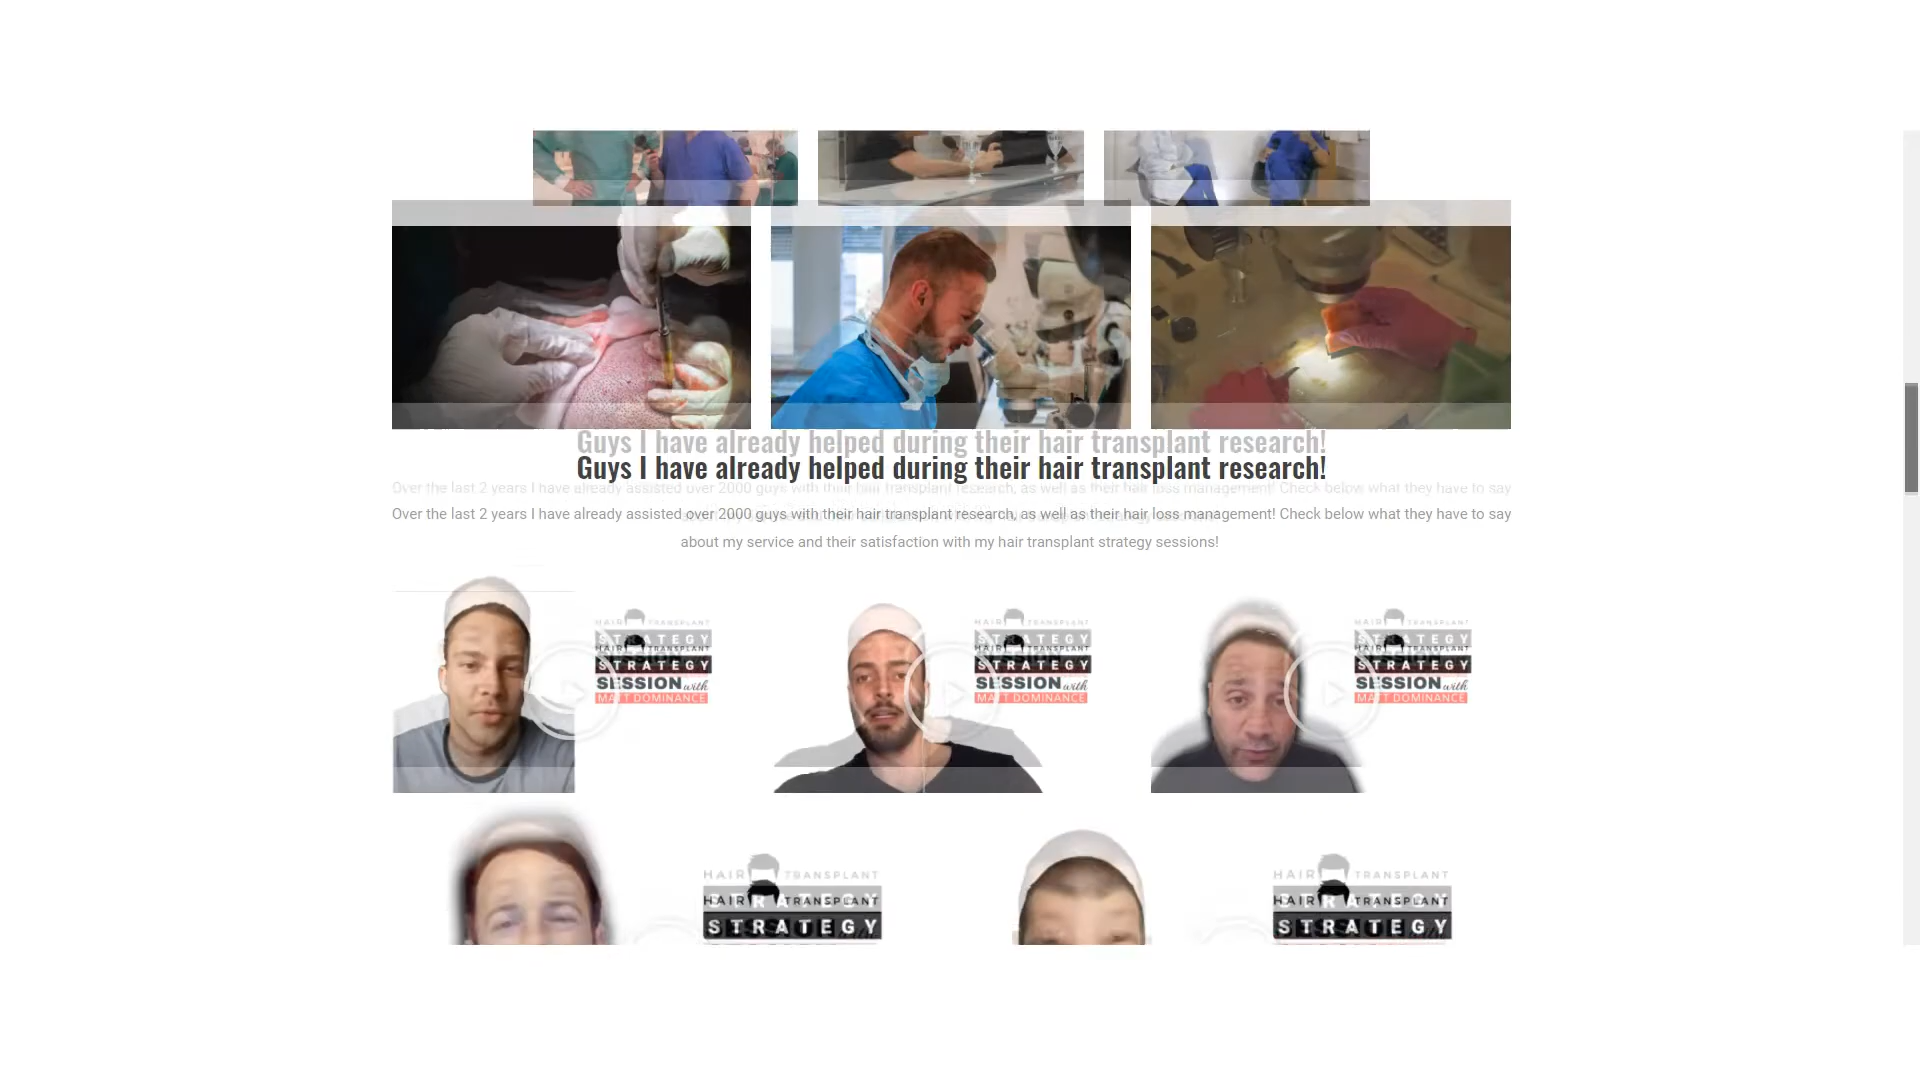 Guys I have already helped during their hair transplant research!
Over the last 2 years I have already assisted over 2000 guys with their hair transplant research, as well as their hair loss management! Check below what they have to say
about my service and their satisfaction with my hair transplant strategy sessions!
HAIR TRANSPLANT
STRATEGY
SESSION with
MATT DOMINANCE
HAIR TRANSPLANT
STRATEGY
SESSION with
MATT DOMINANCE
HAIR TRANSPLANT
STRATEGY
SESSION with
MATT DOMINANCE
HAIR TRANSPLANT
STRATEGY
HAIR TRANSPLANT
STRATEGY